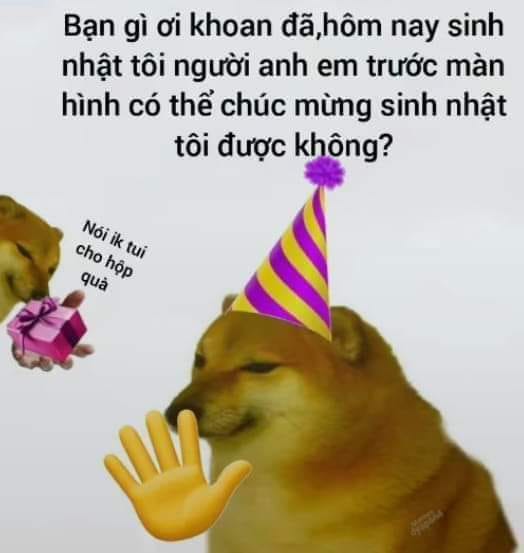 Bạn gì ơi khoan đã,hôm nay sinh
nhật tôi người anh em trước màn
hình có thể chúc mừng sinh nhật
tôi được không?
Nói ik tui
cho hộp
quà